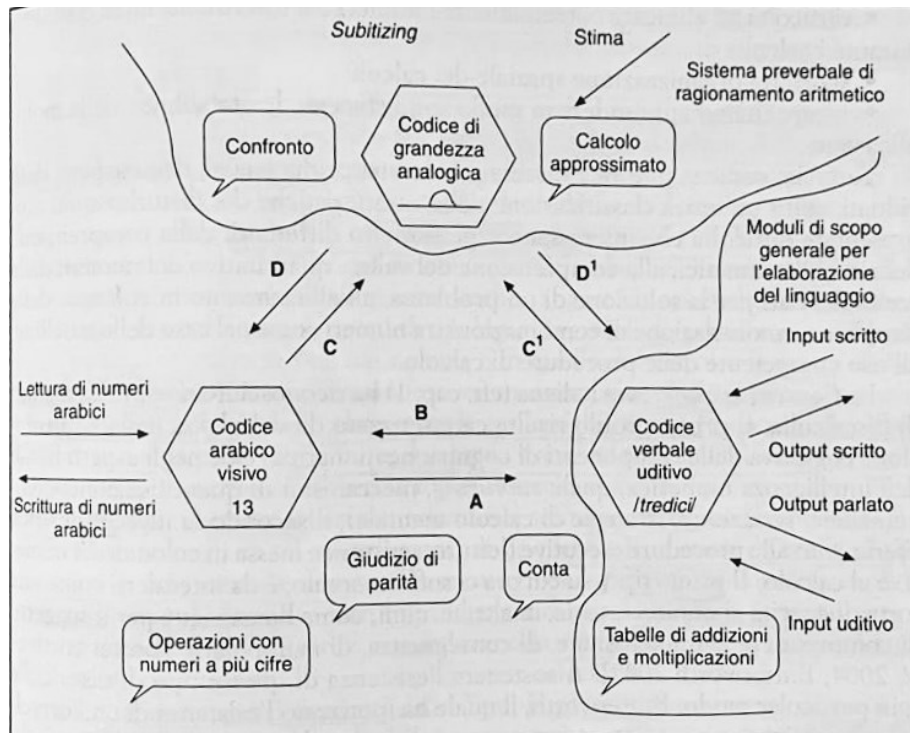 Subitizing
Stima
Sistema preverbale di
ragionamento aritmetico
Confronto
Codice di
grandezza
analogica
Calcolo
approssimato
Moduli di scopo
generale per
l'elaborazione
del linguaggio
D
D¹
C
C¹
Input scritto
Lettura di numeri
arabici
Codice
arabico
visivo
13
B
A
Codice
verbale
uditivo
/tredici/
Output scritto
Scrittura di numeri
arabici
Output parlato
Giudizio di
parità
Conta
Input uditivo
Operazioni con
numeri a più cifre
Tabelle di addizioni
e moltiplicazioni